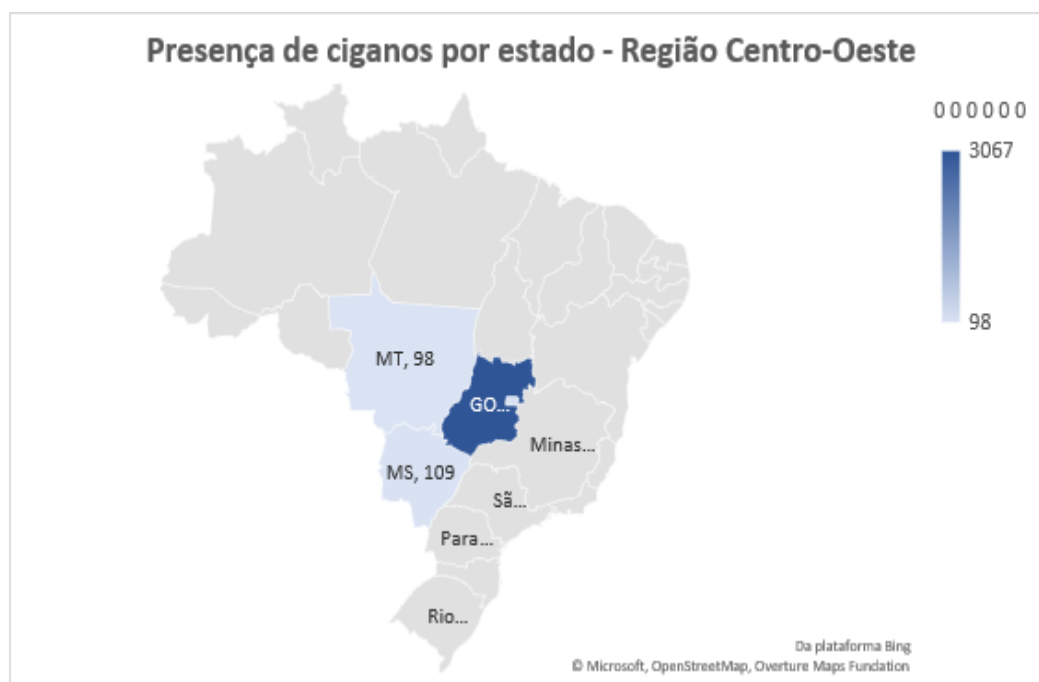 Presença de ciganos por estado - Região Centro-Oeste
000000
3067
98
MT, 98
GO...
Minas...
MS, 109
Sã...
Para...
Rio...
Da plataforma Bing
© Microsoft, OpenStreetMap, Overture Maps Fundation